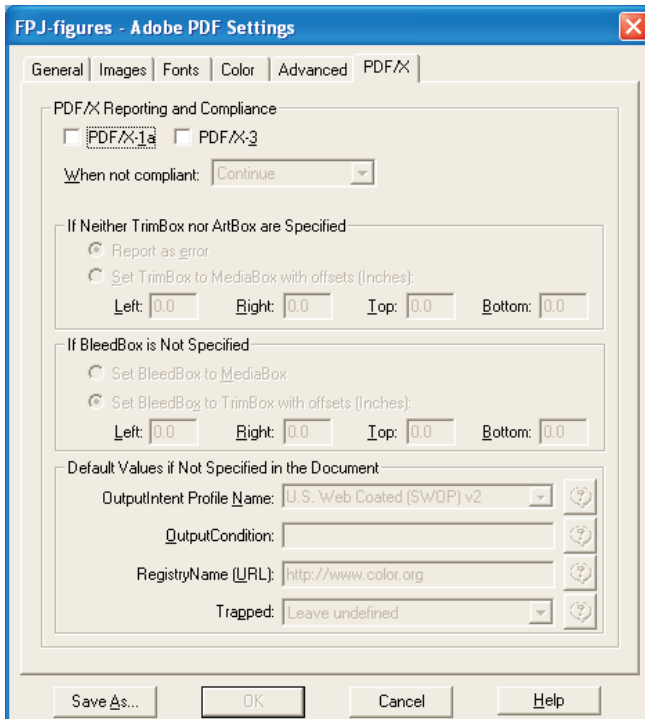 FPJ-figures - Adobe PDF Settings
General Images Fonts Color Advanced PDF/X
PDF/X Reporting and Compliance
PDF/X-1a PDF/X-3
When not compliant: Continue
If Neither TrimBox nor ArtBox are Specified
Report as error
Set TrimBox to MediaBox with offsets (Inches):
Left: 0.0 Right: 0.0 Top: 0.0 Bottom: 0.0
If BleedBox is Not Specified
Set BleedBox to MediaBox
Set BleedBox to TrimBox with offsets (Inches):
Left: 0.0 Right: 0.0 Top: 0.0 Bottom: 0.0
Default Values if Not Specified in the Document
OutputIntent Profile Name: U.S. Web Coated (SWOP) v2
OutputCondition:
RegistryName (URL): http://www.color.org
Trapped: Leave undefined
Save As... OK Cancel Help